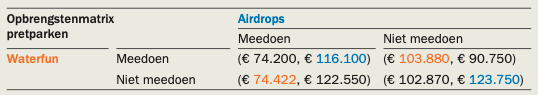 Opbrengstenmatrix Airdrops
pretparken
Meedoen Niet meedoen
Waterfun Meedoen (€ 74.200, € 116.100) (€ 103.880, € 90.750)
Niet meedoen (€ 74.422, € 122.550) (€ 102.870, € 123.750)